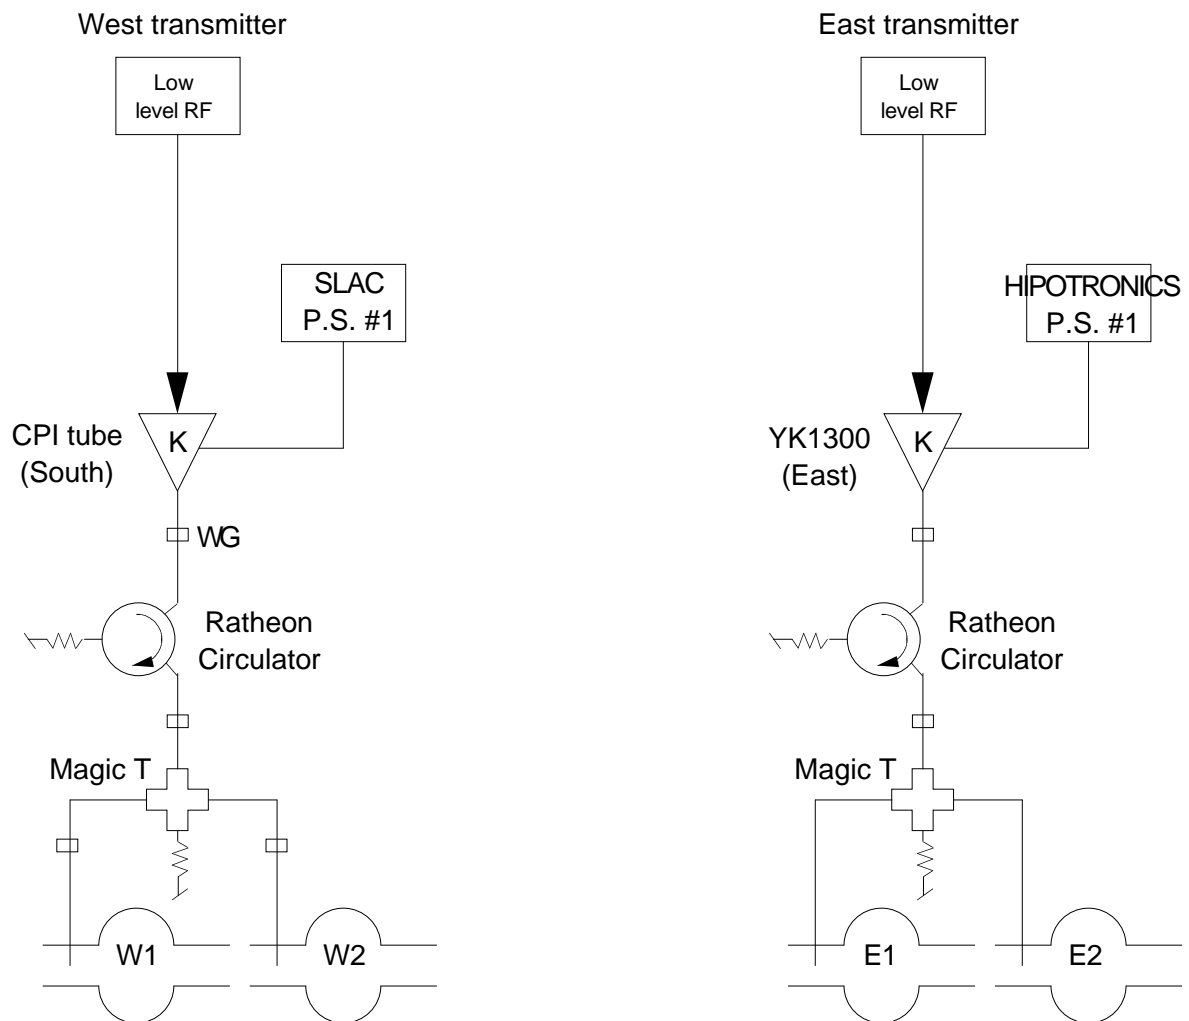 West transmitter
Low
level RF
SLAC
P.S. #1
CPI tube
(South)
K
WG
Ratheon
Circulator
Magic T
W1
W2
East transmitter
Low
level RF
HIPOTRONICS
P.S. #1
YK1300
(East)
K
Ratheon
Circulator
Magic T
E1
E2